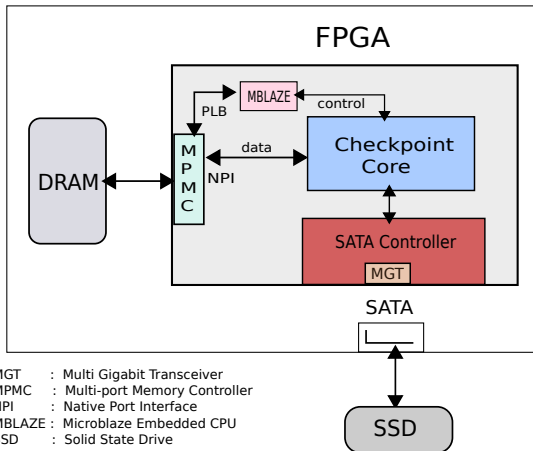 FPGA
MBLAZE
PLB
control
DRAM
MPMC
data
NPI
Checkpoint
Core
SATA Controller
MGT
SATA
MGT : Multi Gigabit Transceiver
MPMC : Multi-port Memory Controller
NPI : Native Port Interface
MBLAZE : Microblaze Embedded CPU
SSD : Solid State Drive
SSD